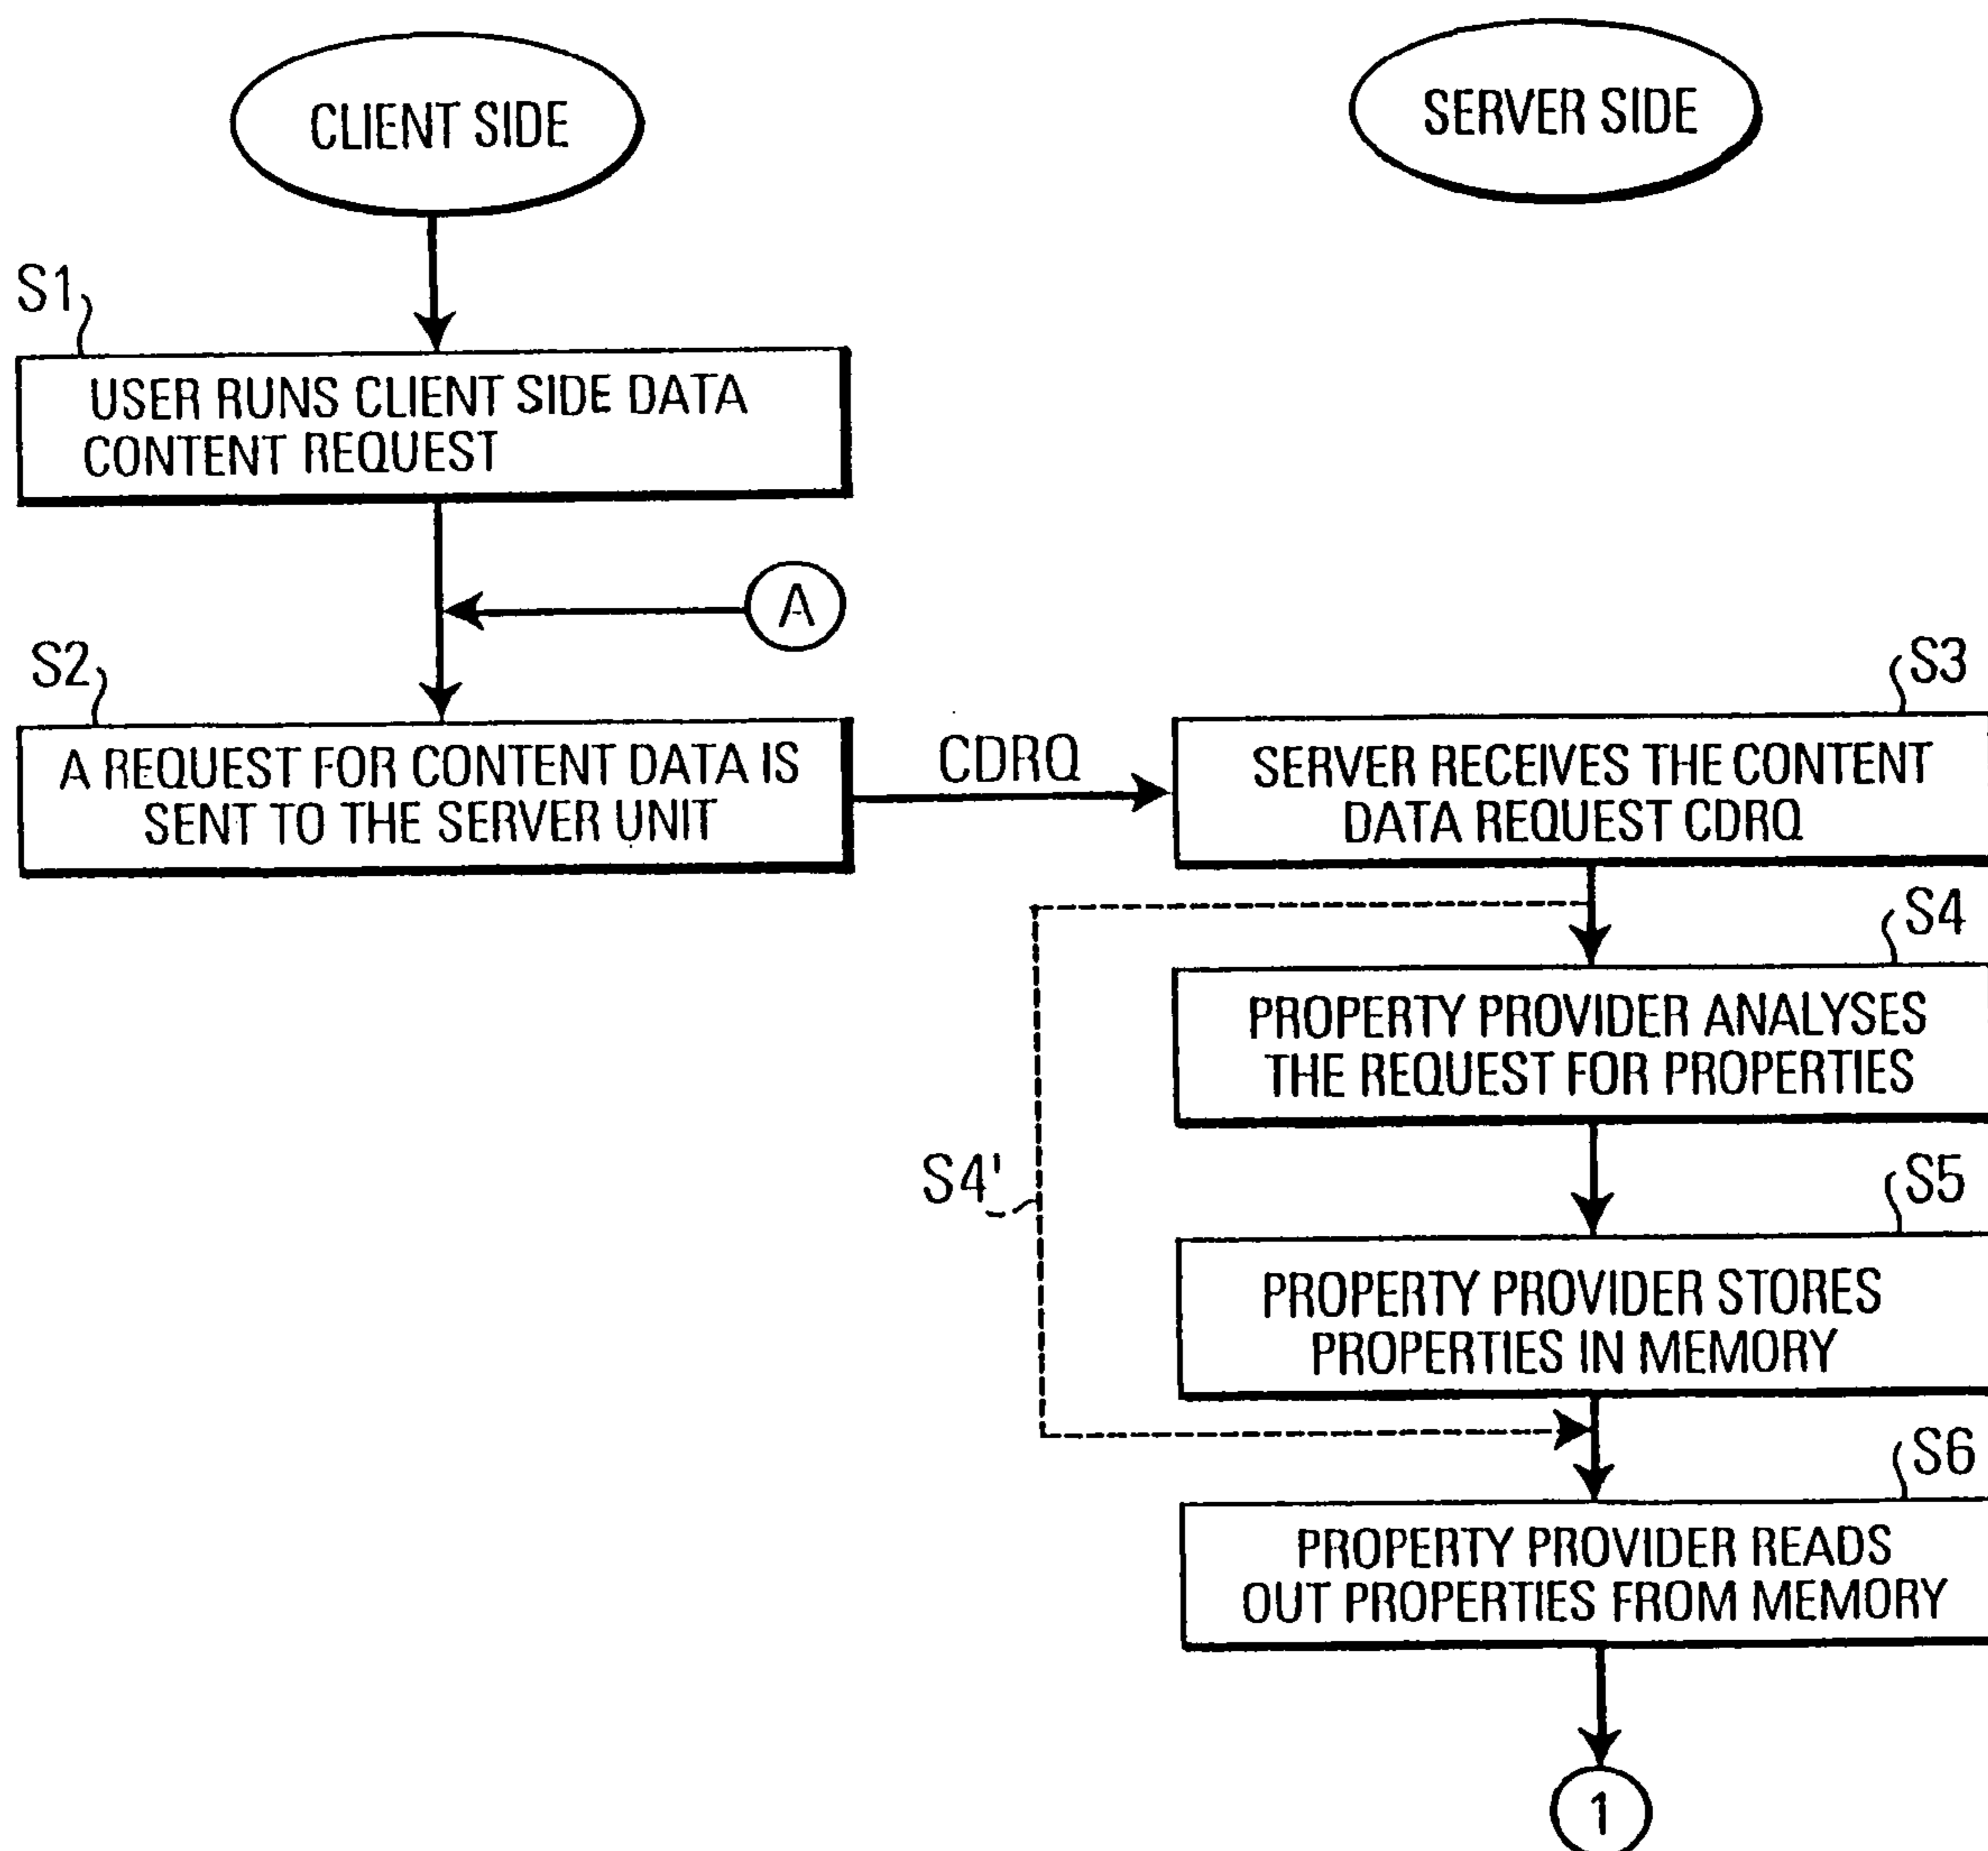 CLIENT SIDE
SERVER SIDE
S1
USER RUNS CLIENT SIDE DATA
CONTENT REQUEST
A
S2
A REQUEST FOR CONTENT DATA IS
SENT TO THE SERVER UNIT
CDRQ
S3
SERVER RECEIVES THE CONTENT
DATA REQUEST CDRQ
S4
PROPERTY PROVIDER ANALYSES
THE REQUEST FOR PROPERTIES
S4'
S5
PROPERTY PROVIDER STORES
PROPERTIES IN MEMORY
S6
PROPERTY PROVIDER READS
OUT PROPERTIES FROM MEMORY
1